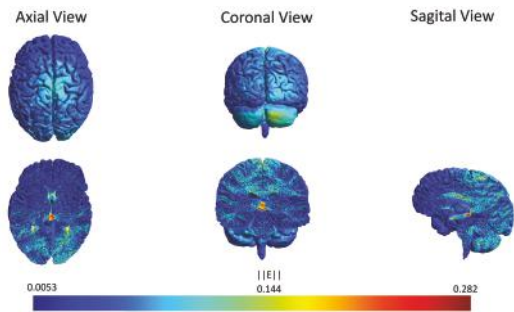 Axial View
Coronal View
Sagital View
||E||
0.0053
0.144
0.282